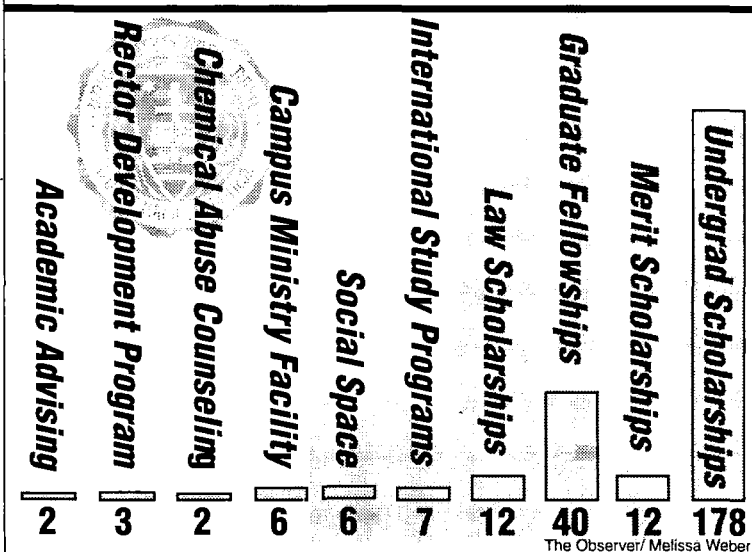 Academic Advising
Rector Development Program
Chemical Abuse Counseling
Campus Ministry Facility
Social Space
International Study Programs
Law Scholarships
Graduate Fellowships
Merit Scholarships
Undergrad Scholarships
2 3 2 6 6 7 12 40 12 178
The Observer/ Melissa Weber